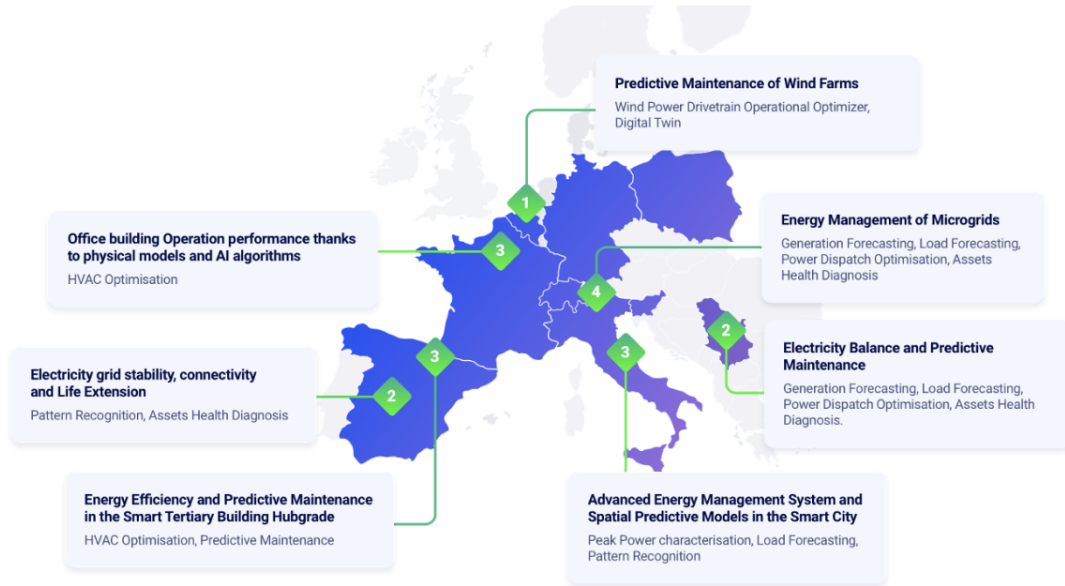 Predictive Maintenance of Wind Farms
Wind Power Drivetrain Operational Optimizer,
Digital Twin
1
Office building Operation performance thanks
to physical models and AI algorithms
HVAC Optimisation
3
Energy Management of Microgrids
Generation Forecasting, Load Forecasting,
Power Dispatch Optimisation, Assets
Health Diagnosis
4
Electricity grid stability, connectivity
and Life Extension
Pattern Recognition, Assets Health Diagnosis
2
3
3
2
Electricity Balance and Predictive
Maintenance
Generation Forecasting, Load Forecasting,
Power Dispatch Optimisation, Assets Health
Diagnosis.
Energy Efficiency and Predictive Maintenance
in the Smart Tertiary Building Hubgrade
HVAC Optimisation, Predictive Maintenance
Advanced Energy Management System and
Spatial Predictive Models in the Smart City
Peak Power characterisation, Load Forecasting,
Pattern Recognition